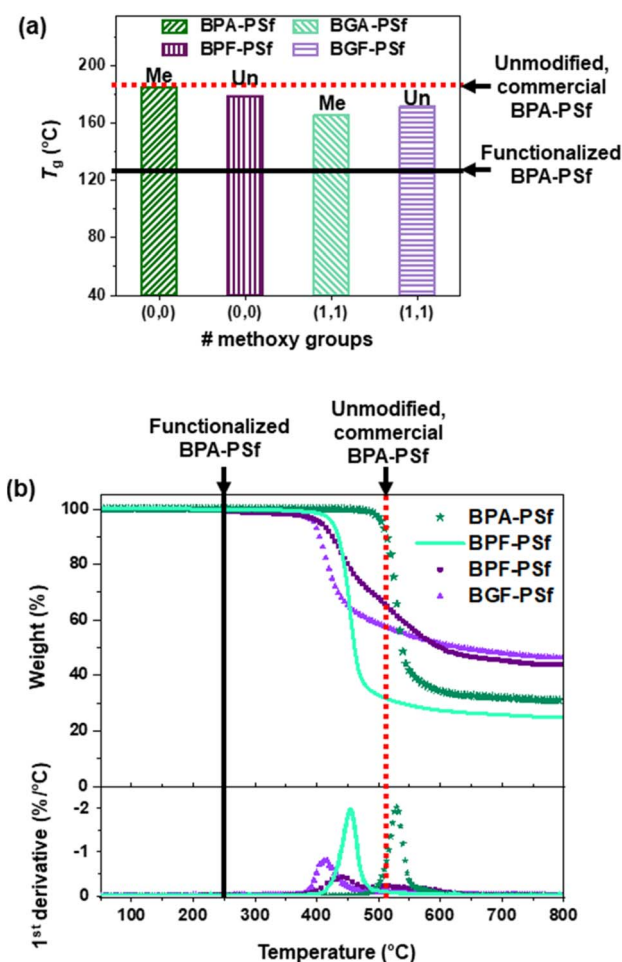 (a)
BPA-PSf
BGA-PSf
BPF-PSf
BGF-PSf
200
160
120
80
40
Tg (°C)
Me
Un
Me
Un
Unmodified,
commercial
BPA-PSf
Functionalized
BPA-PSf
(0,0)
(0,0)
(1,1)
(1,1)
# methoxy groups
Functionalized
BPA-PSf
Unmodified,
commercial
BPA-PSf
(b)
BPA-PSf
BPF-PSf
BPF-PSf
BGF-PSf
100
80
60
40
20
0
Weight (%)
-2
-1
0
1st derivative (%/°C)
100
200
300
400
500
600
700
800
Temperature (°C)